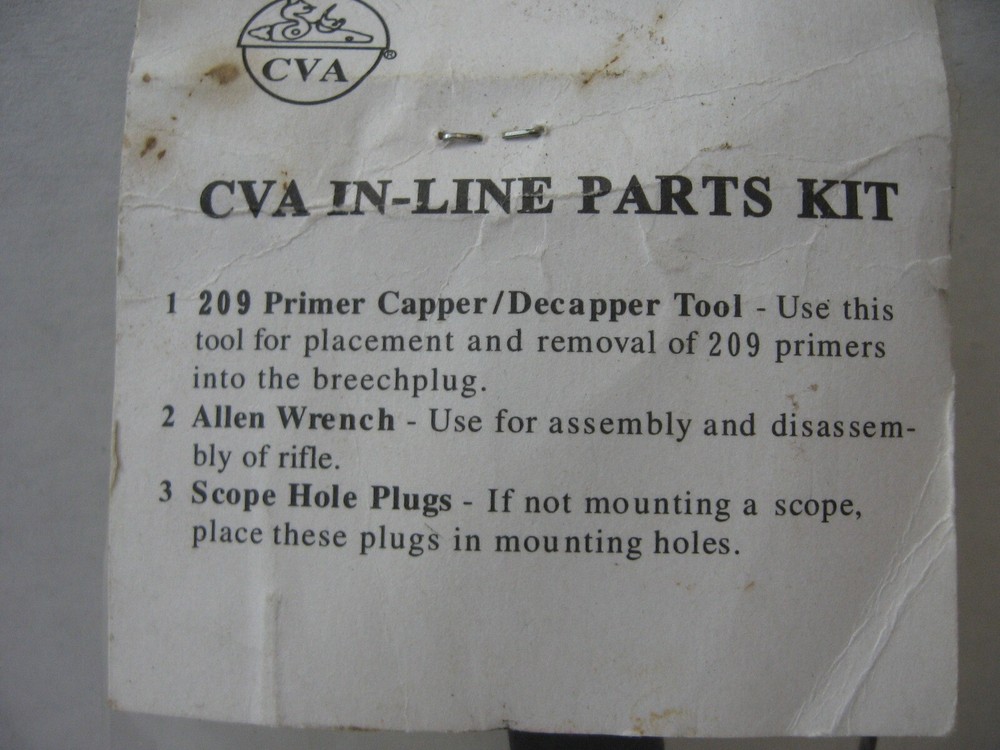 CVA®
CVA IN-LINE PARTS KIT
1 209 Primer Capper/Decapper Tool - Use this
tool for placement and removal of 209 primers
into the breechplug.
2 Allen Wrench - Use for assembly and disassem-
bly of rifle.
3 Scope Hole Plugs - If not mounting a scope,
place these plugs in mounting holes.